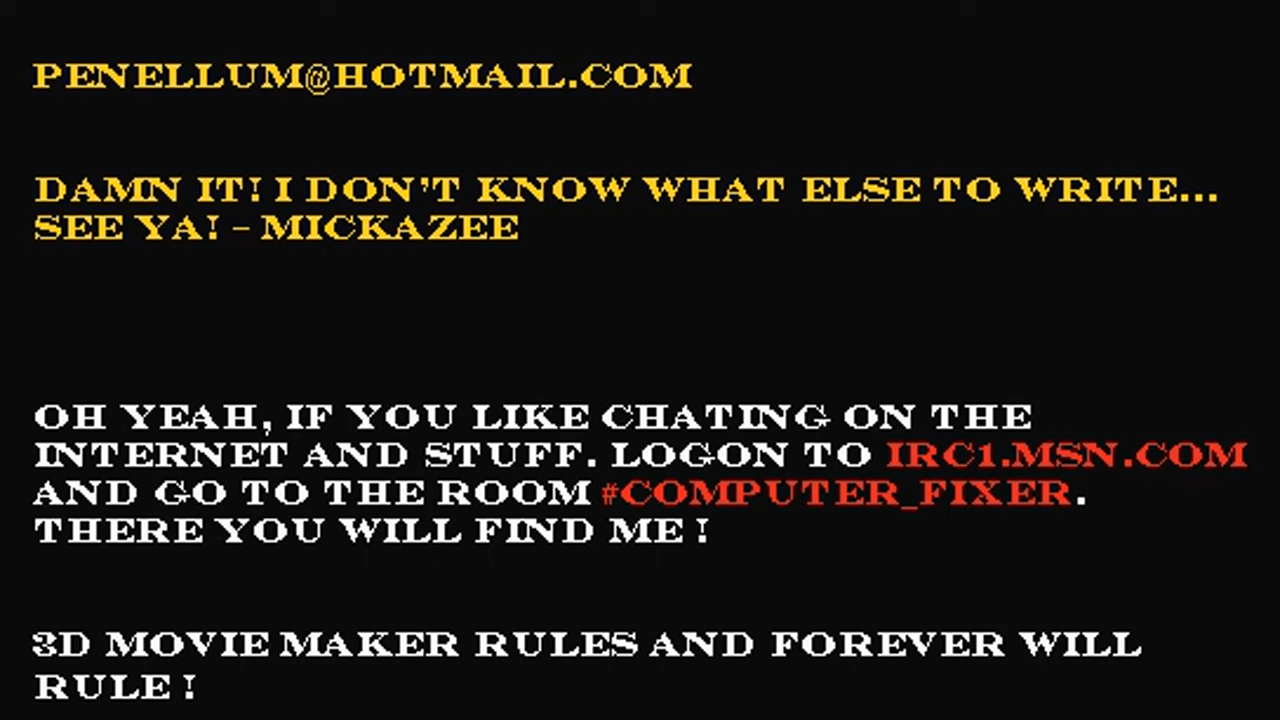 PENELLUM@HOTMAIL.COM
DAMN IT! I DON'T KNOW WHAT ELSE TO WRITE...
SEE YA! - MICKAZEE
OH YEAH, IF YOU LIKE CHATING ON THE
INTERNET AND STUFF. LOGON TO IRC1.MSN.COM
AND GO TO THE ROOM #COMPUTER_FIXER.
THERE YOU WILL FIND ME !
3D MOVIE MAKER RULES AND FOREVER WILL
RULE !